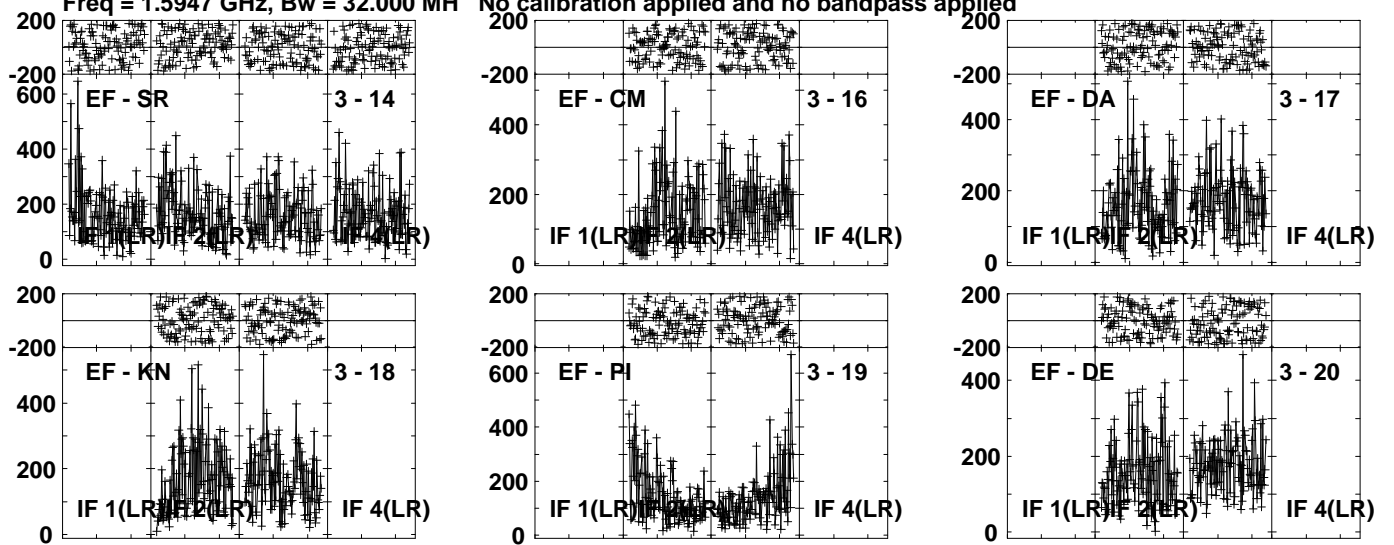 Freq = 1.5947 GHz, Bw = 32.000 MH No calibration applied and no bandpass applied
200
-200
600
400
200
0
EF - SR
3 - 14
IF 1(LR)
IF 2(LR)
IF 4(LR)
200
-200
400
200
0
EF - CM
3 - 16
IF 1(LR)
IF 2(LR)
IF 4(LR)
200
-200
400
200
0
EF - DA
3 - 17
IF 1(LR)
IF 2(LR)
IF 4(LR)
200
-200
400
200
0
EF - KN
3 - 18
IF 1(LR)
IF 2(LR)
IF 4(LR)
200
-200
600
400
200
0
EF - PI
3 - 19
IF 1(LR)
IF 2(LR)
IF 4(LR)
200
-200
400
200
0
EF - DE
3 - 20
IF 1(LR)
IF 2(LR)
IF 4(LR)